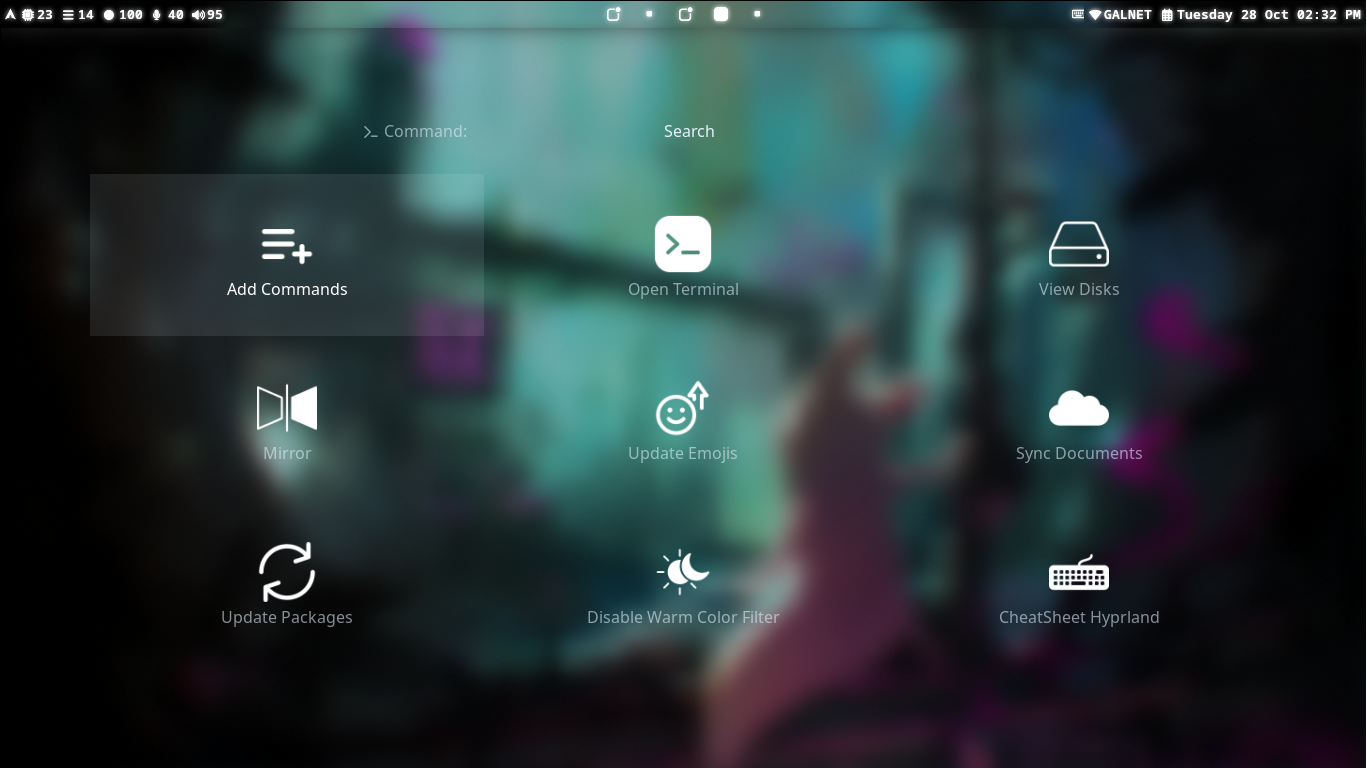 23 14 100 40 95
GALNET Tuesday 28 Oct 02:32 PM
>_ Command: Search
Add Commands
Open Terminal
View Disks
Mirror
Update Emojis
Sync Documents
Update Packages
Disable Warm Color Filter
CheatSheet Hyprland